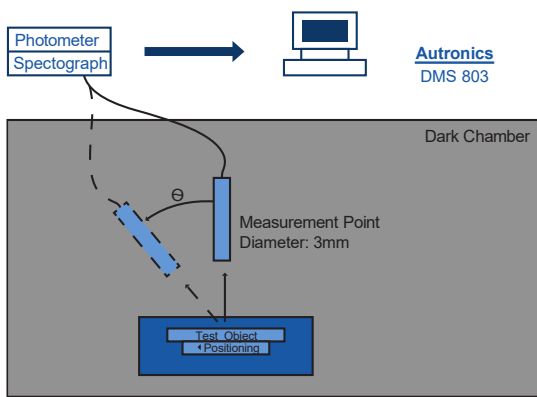 Photometer
Spectograph
Autronics
DMS 803
Dark Chamber
Θ
Measurement Point
Diameter: 3mm
Test Object
Positioning